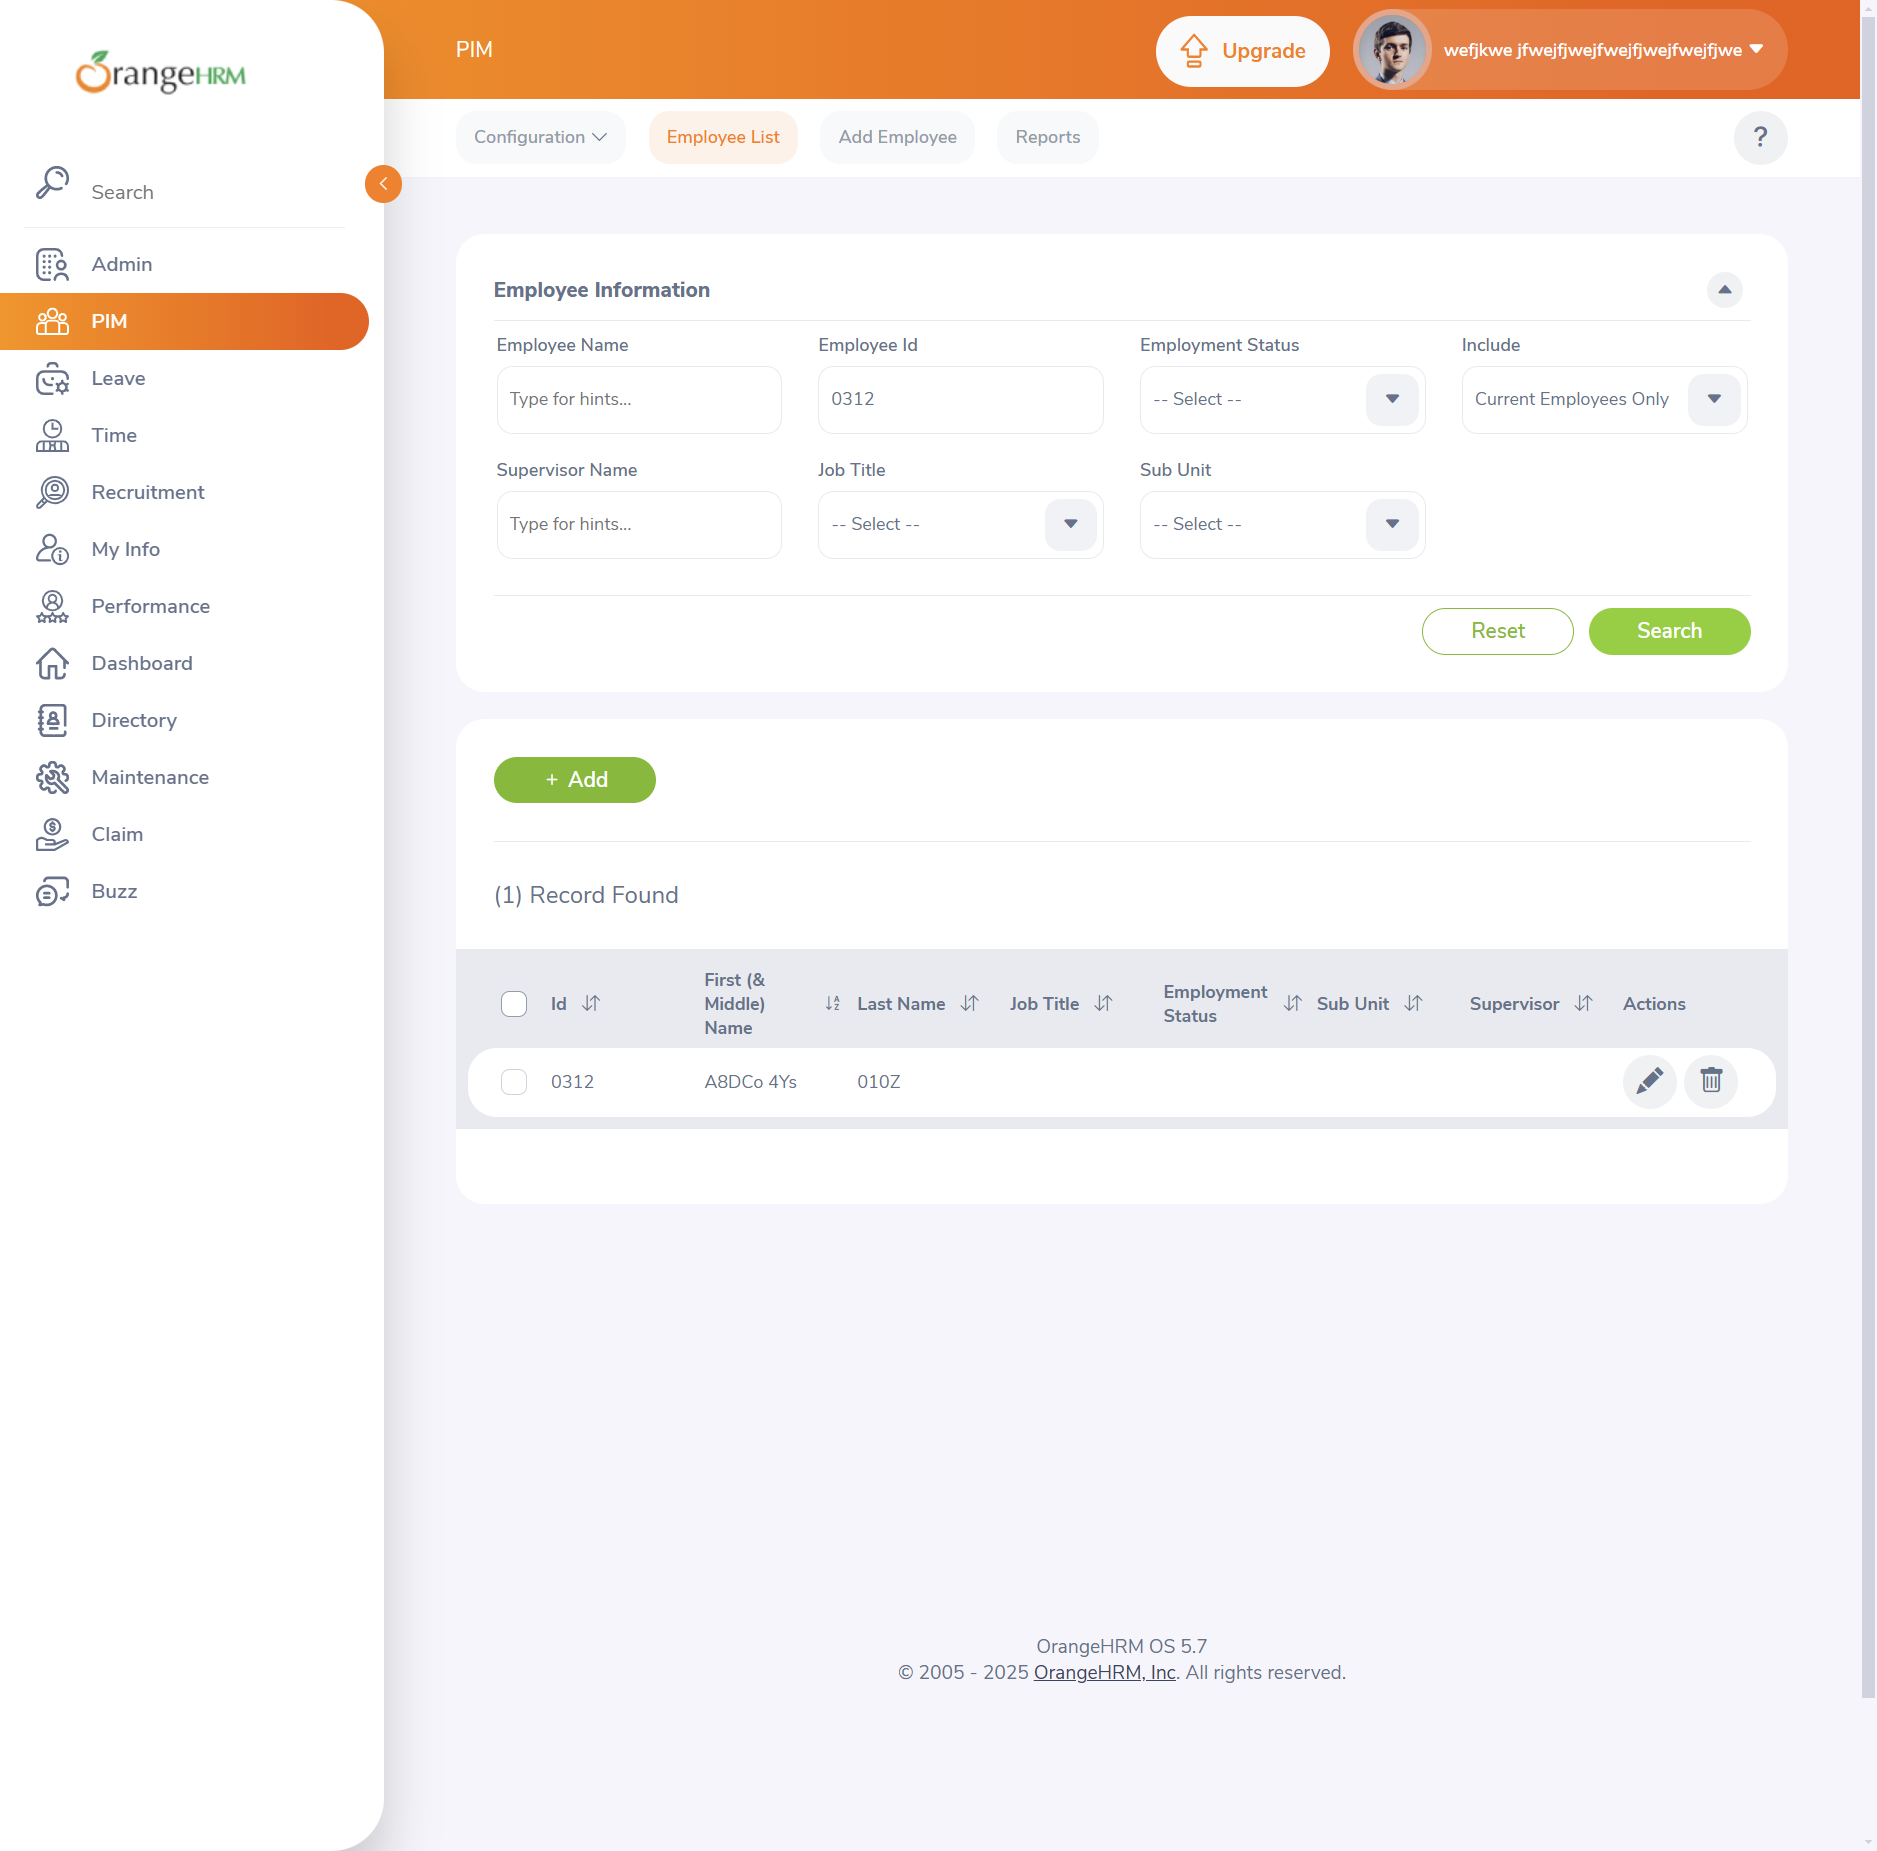 OrangeHRM
PIM
Upgrade
wefjkwe jfwejfjwejfwejfjwejfwejfjwe
Configuration
Employee List
Add Employee
Reports
?
Search
Admin
PIM
Leave
Time
Recruitment
My Info
Performance
Dashboard
Directory
Maintenance
Claim
Buzz
Employee Information
Employee Name
Employee Id
Employment Status
Include
Type for hints...
0312
-- Select --
Current Employees Only
Supervisor Name
Job Title
Sub Unit
Type for hints...
-- Select --
-- Select --
Reset
Search
+ Add
(1) Record Found
Id
First (& Middle) Name
Last Name
Job Title
Employment Status
Sub Unit
Supervisor
Actions
0312
A8DCo 4Ys
010Z
OrangeHRM OS 5.7
© 2005 - 2025 OrangeHRM, Inc. All rights reserved.